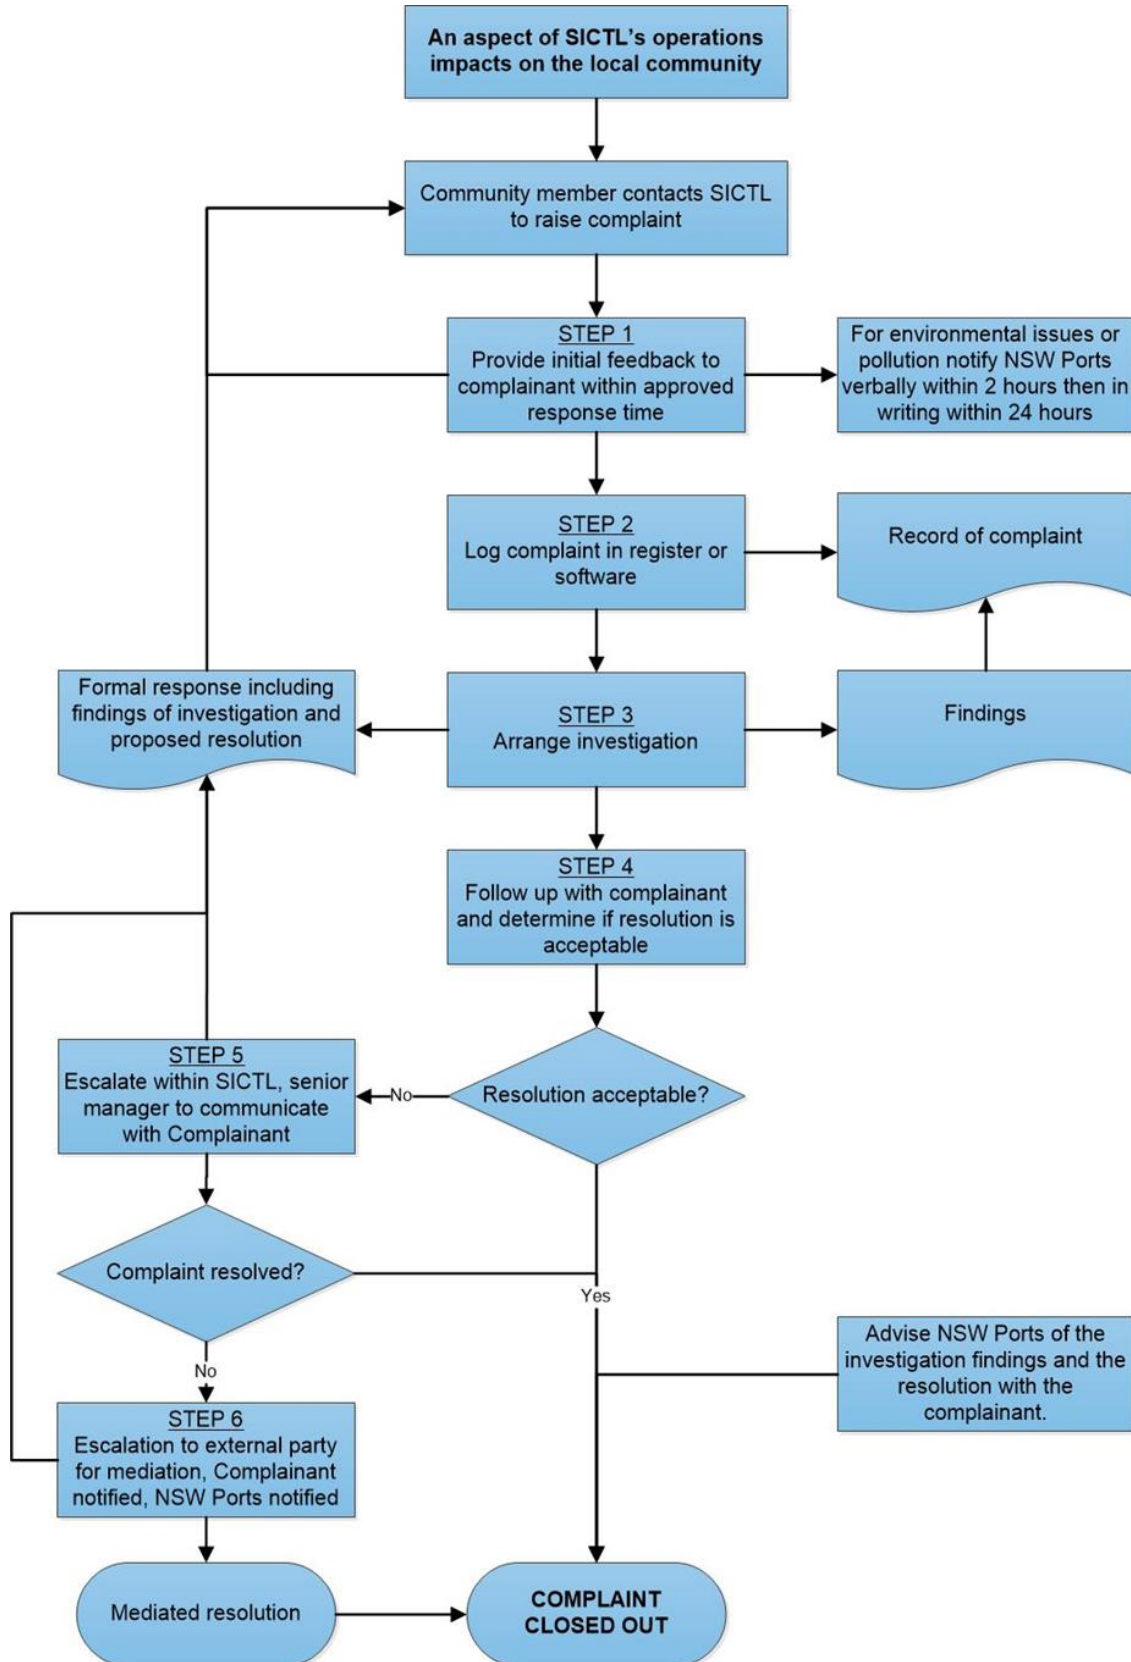 An aspect of SICTL's operations
impacts on the local community
Community member contacts SICTL
to raise complaint
STEP 1
Provide initial feedback to
complainant within approved
response time
For environmental issues or
pollution notify NSW Ports
verbally within 2 hours then in
writing within 24 hours
STEP 2
Log complaint in register or
software
Record of complaint
Formal response including
findings of investigation and
proposed resolution
STEP 3
Arrange investigation
Findings
STEP 4
Follow up with complainant
and determine if resolution is
acceptable
STEP 5
Escalate within SICTL, senior
manager to communicate
with Complainant
No
Resolution acceptable?
Complaint resolved?
Yes
No
Advise NSW Ports of the
investigation findings and the
resolution with the
complainant.
STEP 6
Escalation to external party
for mediation, Complainant
notified, NSW Ports notified
Mediated resolution
COMPLAINT
CLOSED OUT